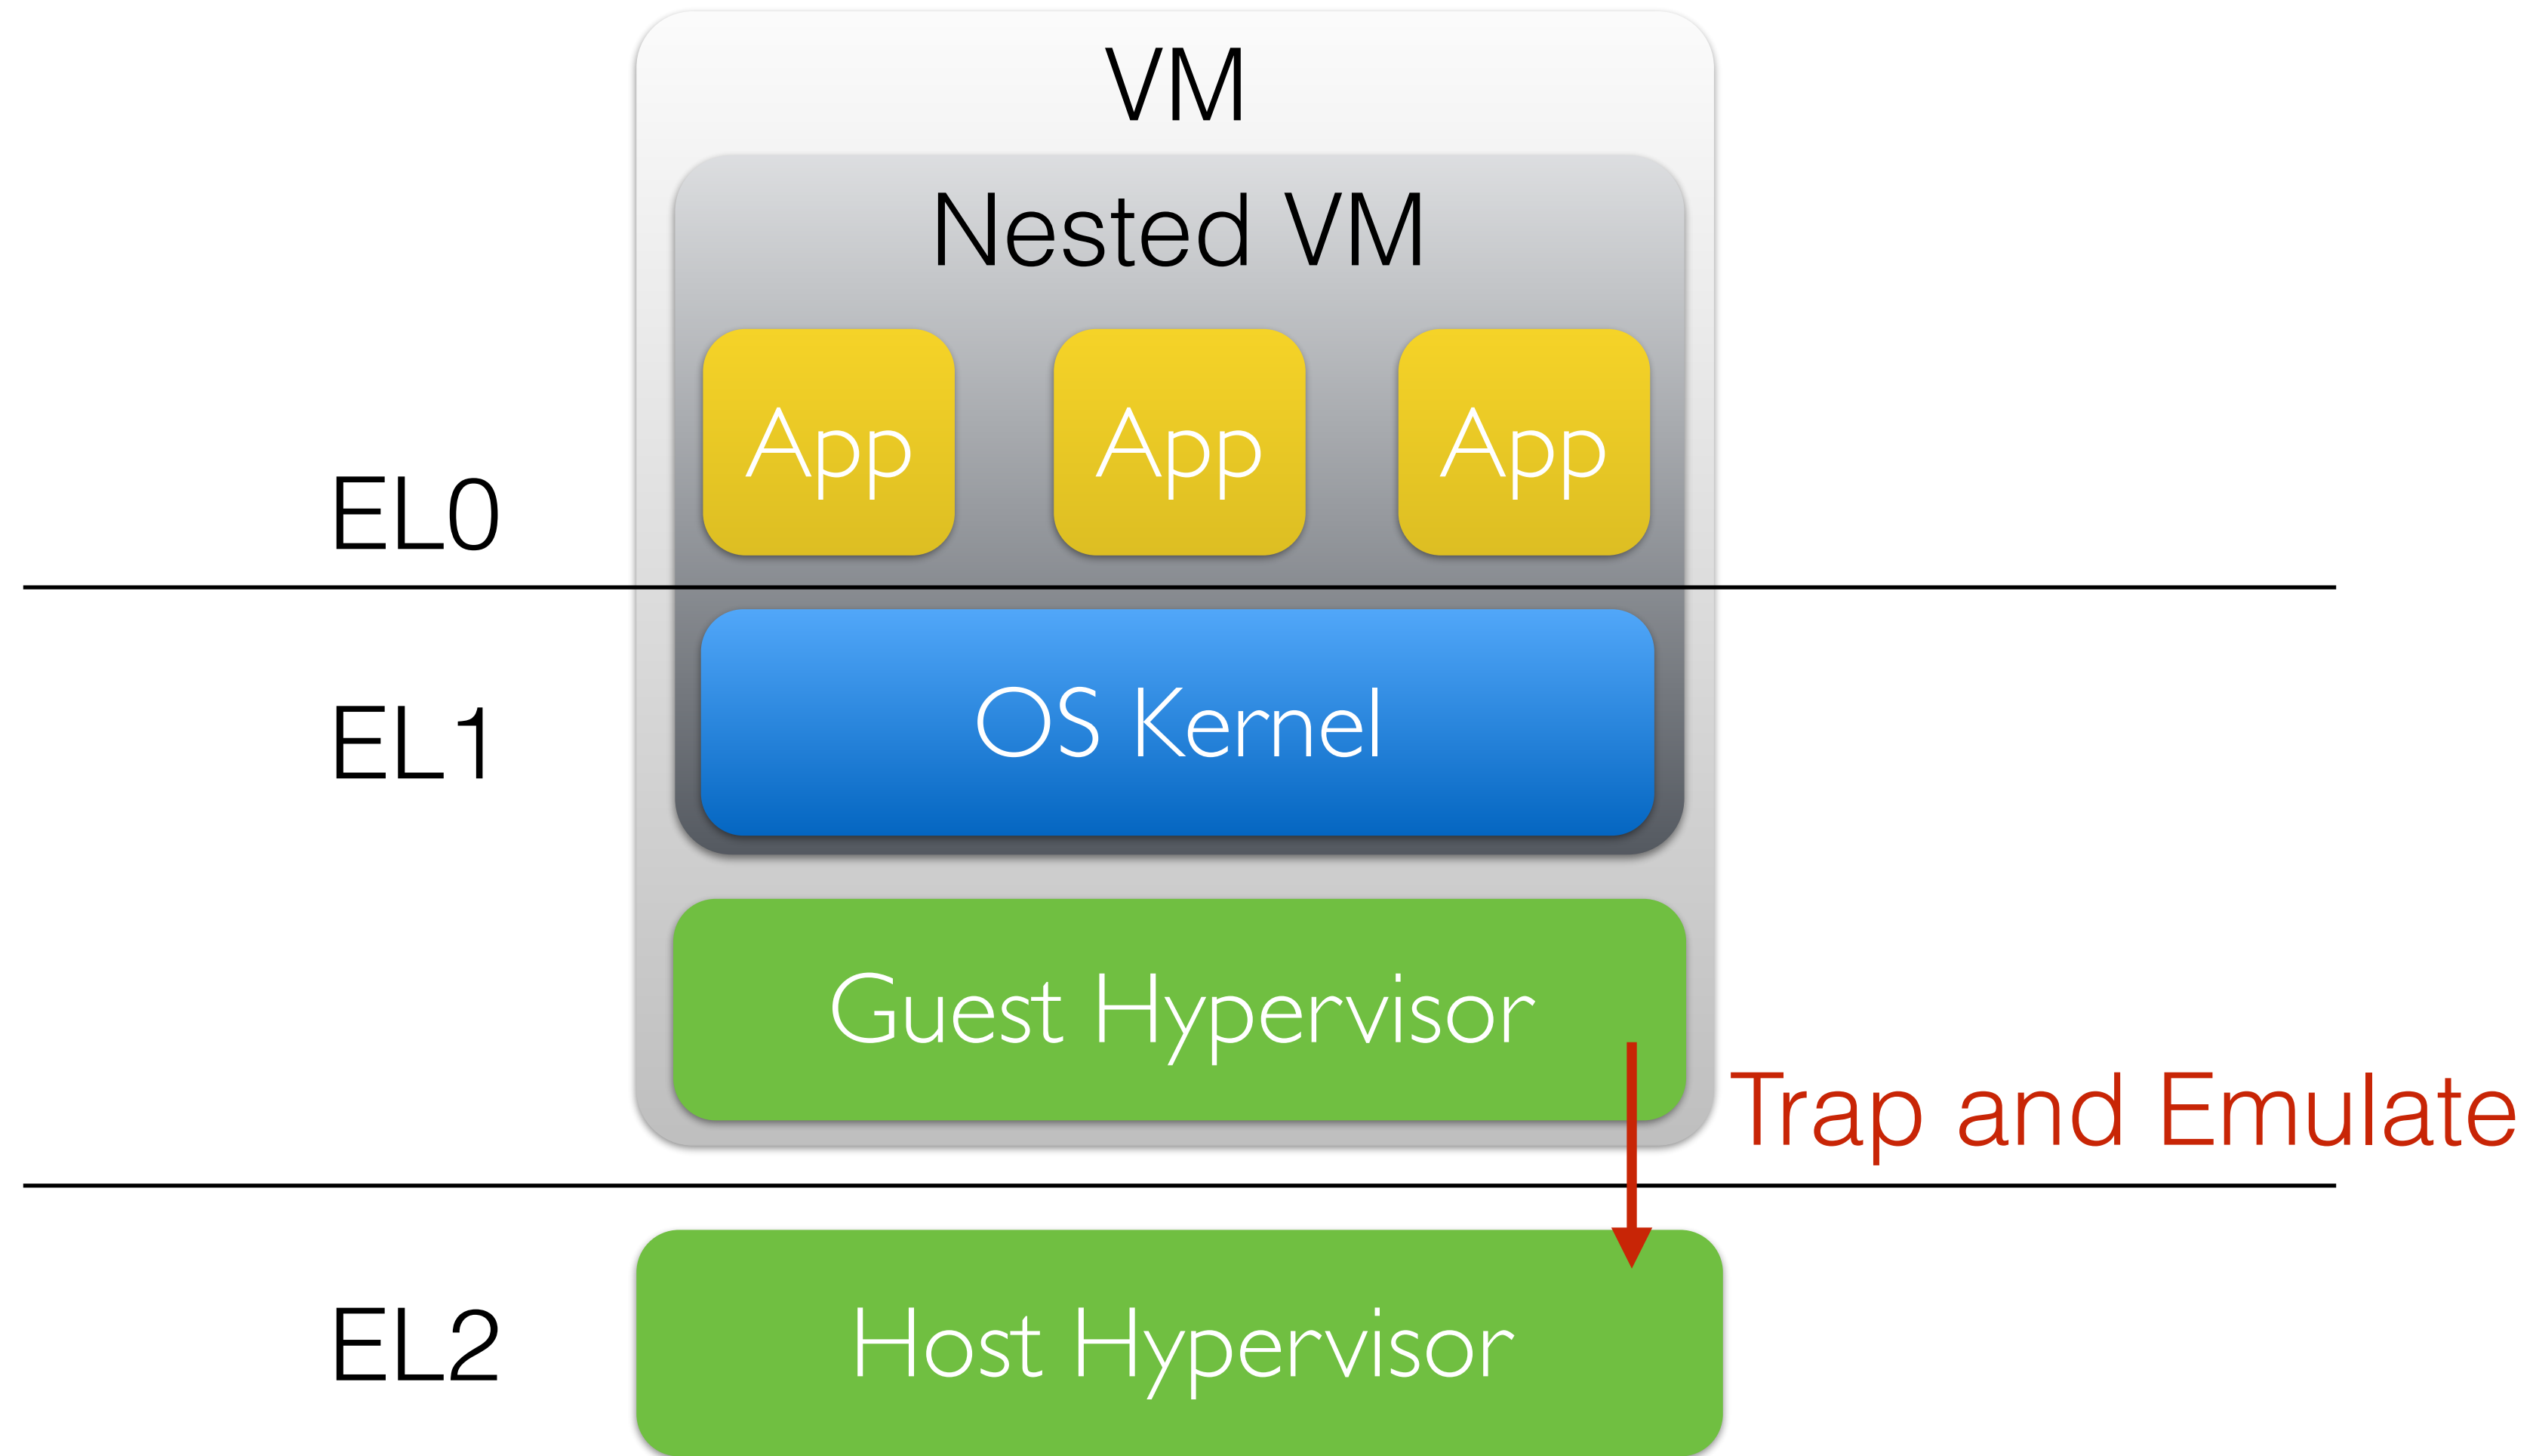 VM
Nested VM
App App App
EL0
OS Kernel
EL1
Guest Hypervisor
Trap and Emulate
Host Hypervisor
EL2